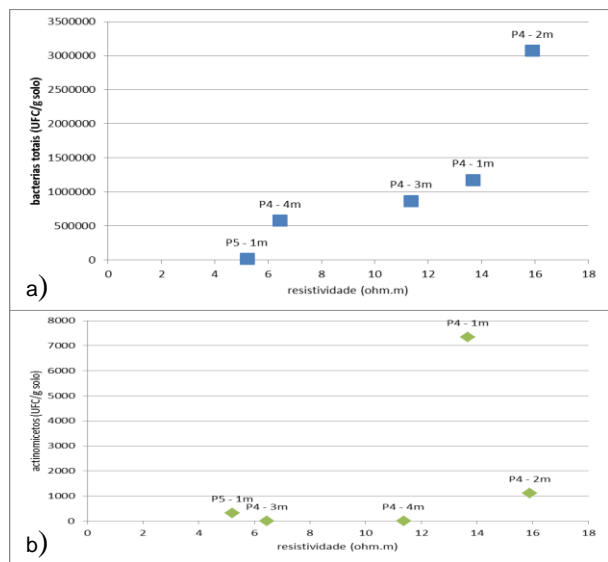 3500000
3000000
2500000
2000000
1500000
1000000
500000
0
bacterias totais (UFC/g solo)
P4 - 2m
P4 - 1m
P4 - 3m
P4 - 4m
P5 - 1m
0 2 4 6 8 10 12 14 16 18
resistividade (ohm.m)
a)
8000
7000
6000
5000
4000
3000
2000
1000
0
actinomicetos (UFC/g solo)
P4 - 1m
P4 - 2m
P5 - 1m
P4 - 3m
P4 - 4m
0 2 4 6 8 10 12 14 16 18
resistividade (ohm.m)
b)